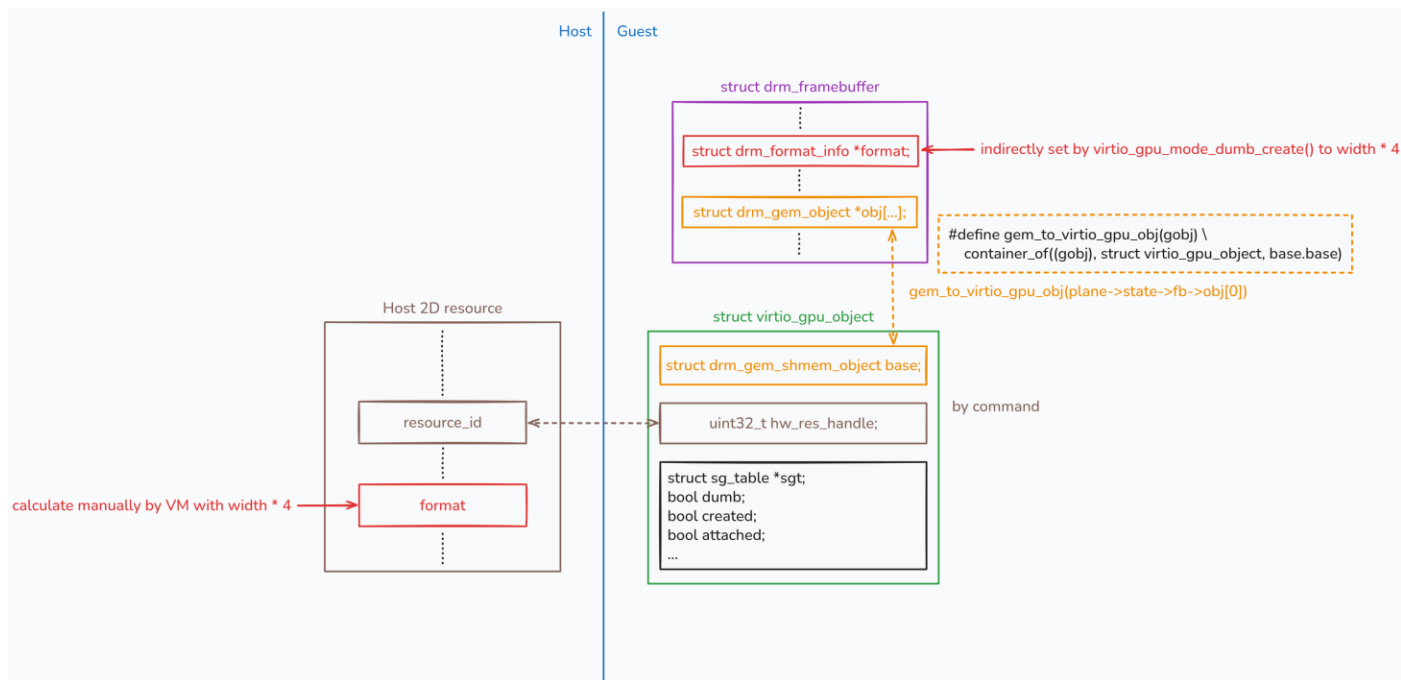 Host
Guest
struct drm_framebuffer
struct drm_format_info *format;
indirectly set by virtio_gpu_mode_dumb_create() to width * 4
struct drm_gem_object *obj[...];
#define gem_to_virtio_gpu_obj(gobj) \
container_of((gobj), struct virtio_gpu_object, base.base)
gem_to_virtio_gpu_obj(plane->state->fb->obj[0])
Host 2D resource
struct virtio_gpu_object
struct drm_gem_shmem_object base;
by command
resource_id
uint32_t hw_res_handle;
struct sg_table *sgt;
bool dumb;
bool created;
bool attached;
...
calculate manually by VM with width * 4
format